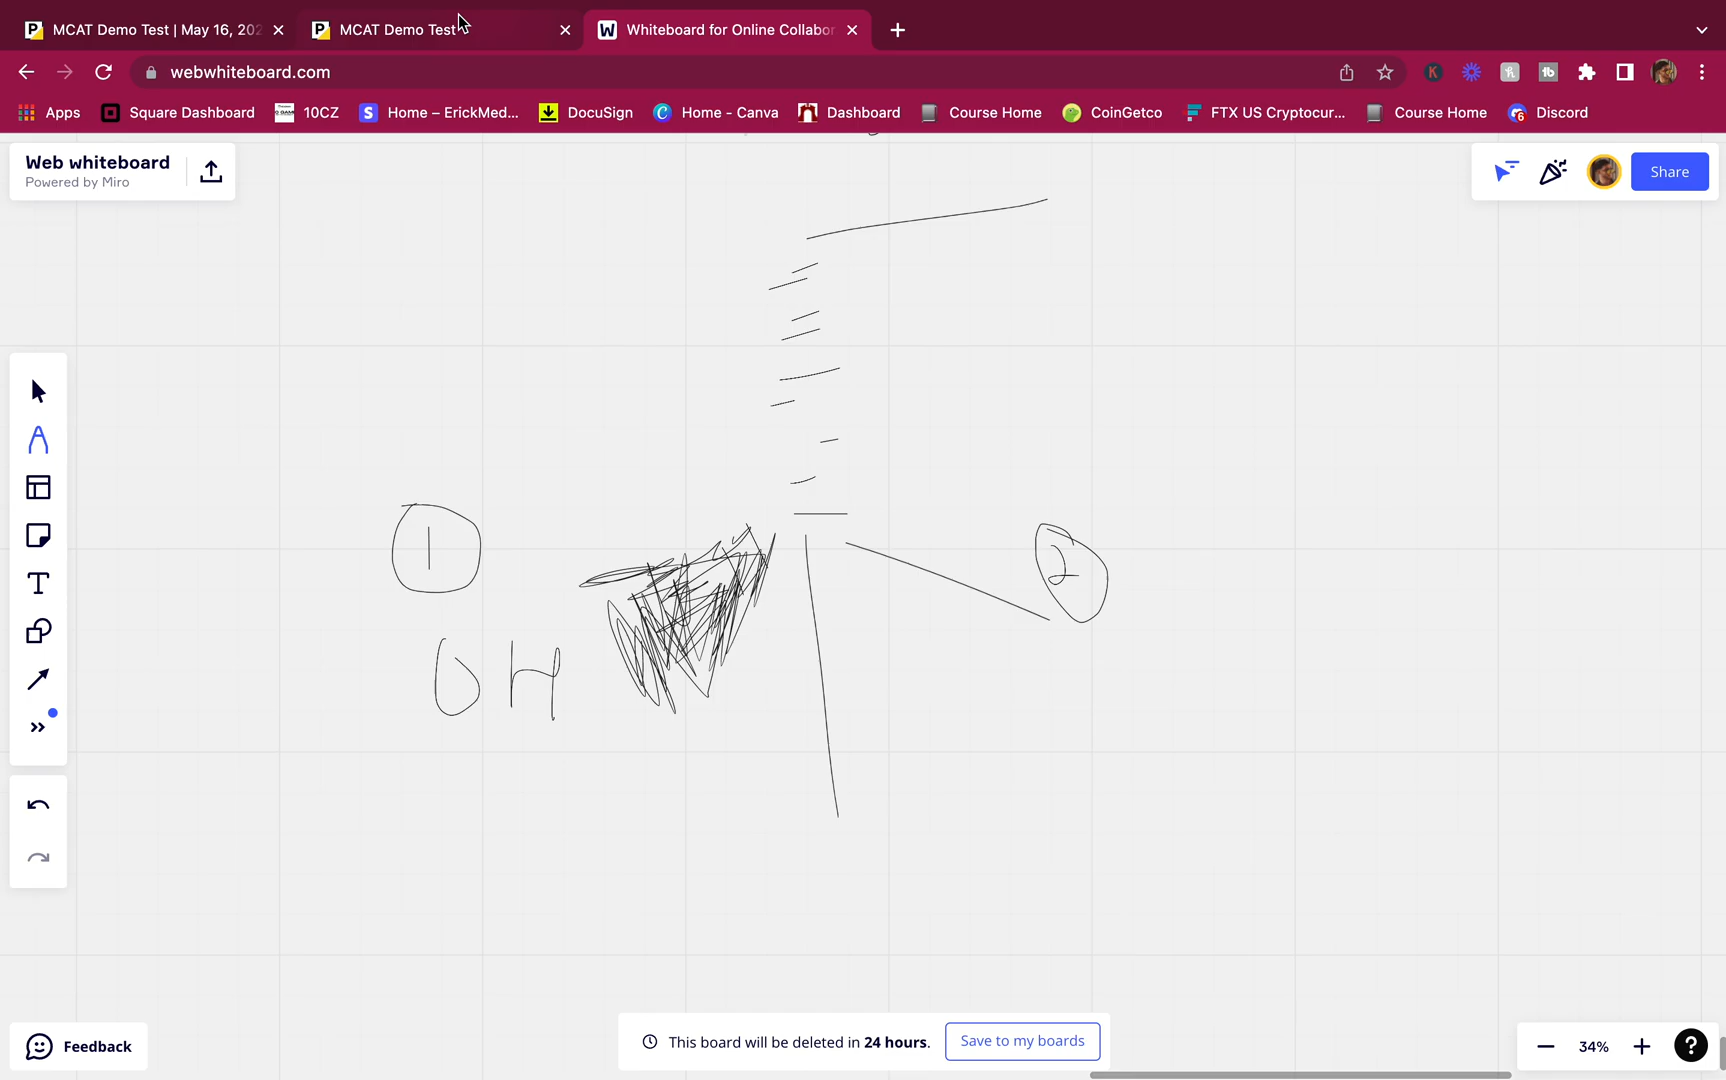 MCAT Demo Test | May 16, 202
MCAT Demo Test
Whiteboard for Online Collabor
webwhiteboard.com
Apps
Square Dashboard
10CZ
Home – ErickMed...
DocuSign
Home - Canva
Dashboard
Course Home
CoinGetco
FTX US Cryptocur...
Course Home
Discord
Web whiteboard
Powered by Miro
Share
1
2
OH
This board will be deleted in 24 hours.
Save to my boards
Feedback
34%